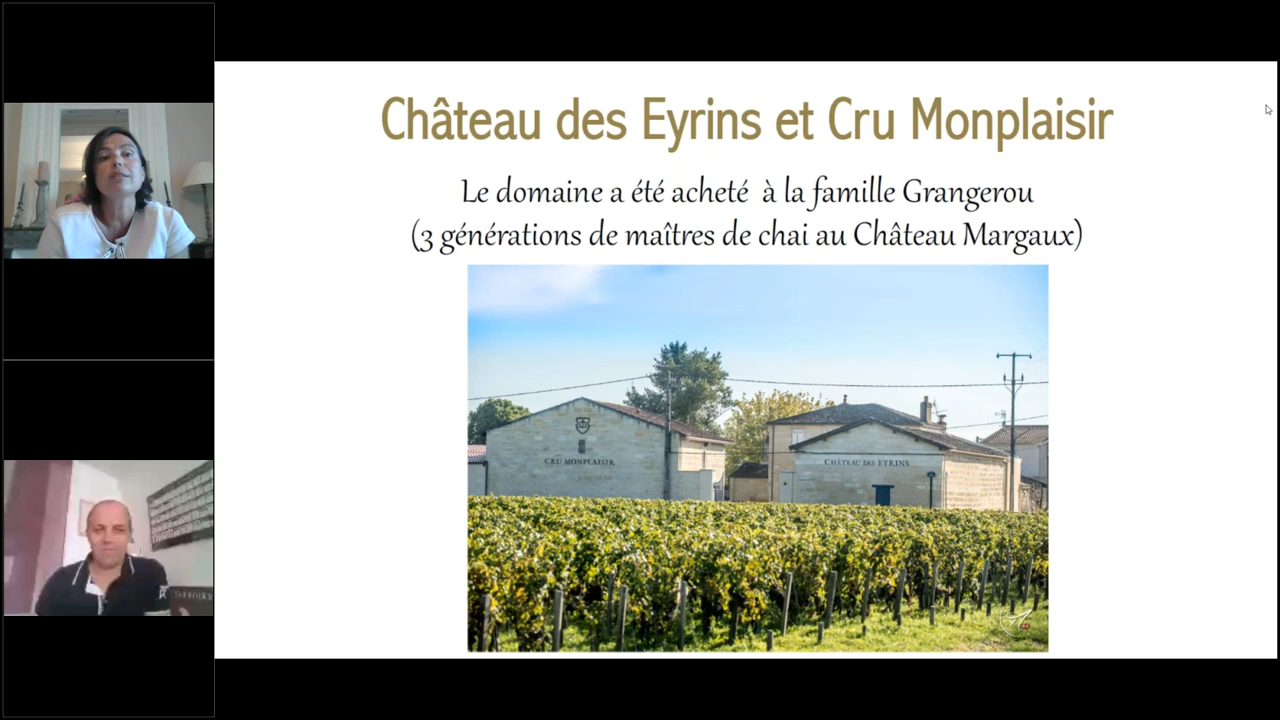 Château des Eyrins et Cru Monplaisir
Le domaine a été acheté à la famille Grangerou
(3 générations de maîtres de chai au Château Margaux)
CRU MONPLAISIR
CHÂTEAU DES EYRINS